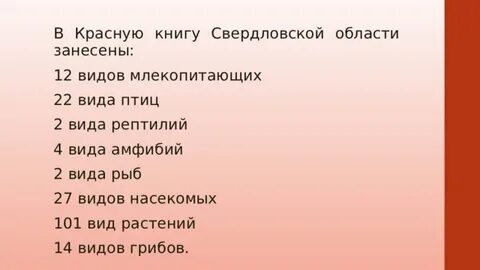 В Красную книгу Свердловской области
занесены:
12 видов млекопитающих
22 вида птиц
2 вида рептилий
4 вида амфибий
2 вида рыб
27 видов насекомых
101 вид растений
14 видов грибов.